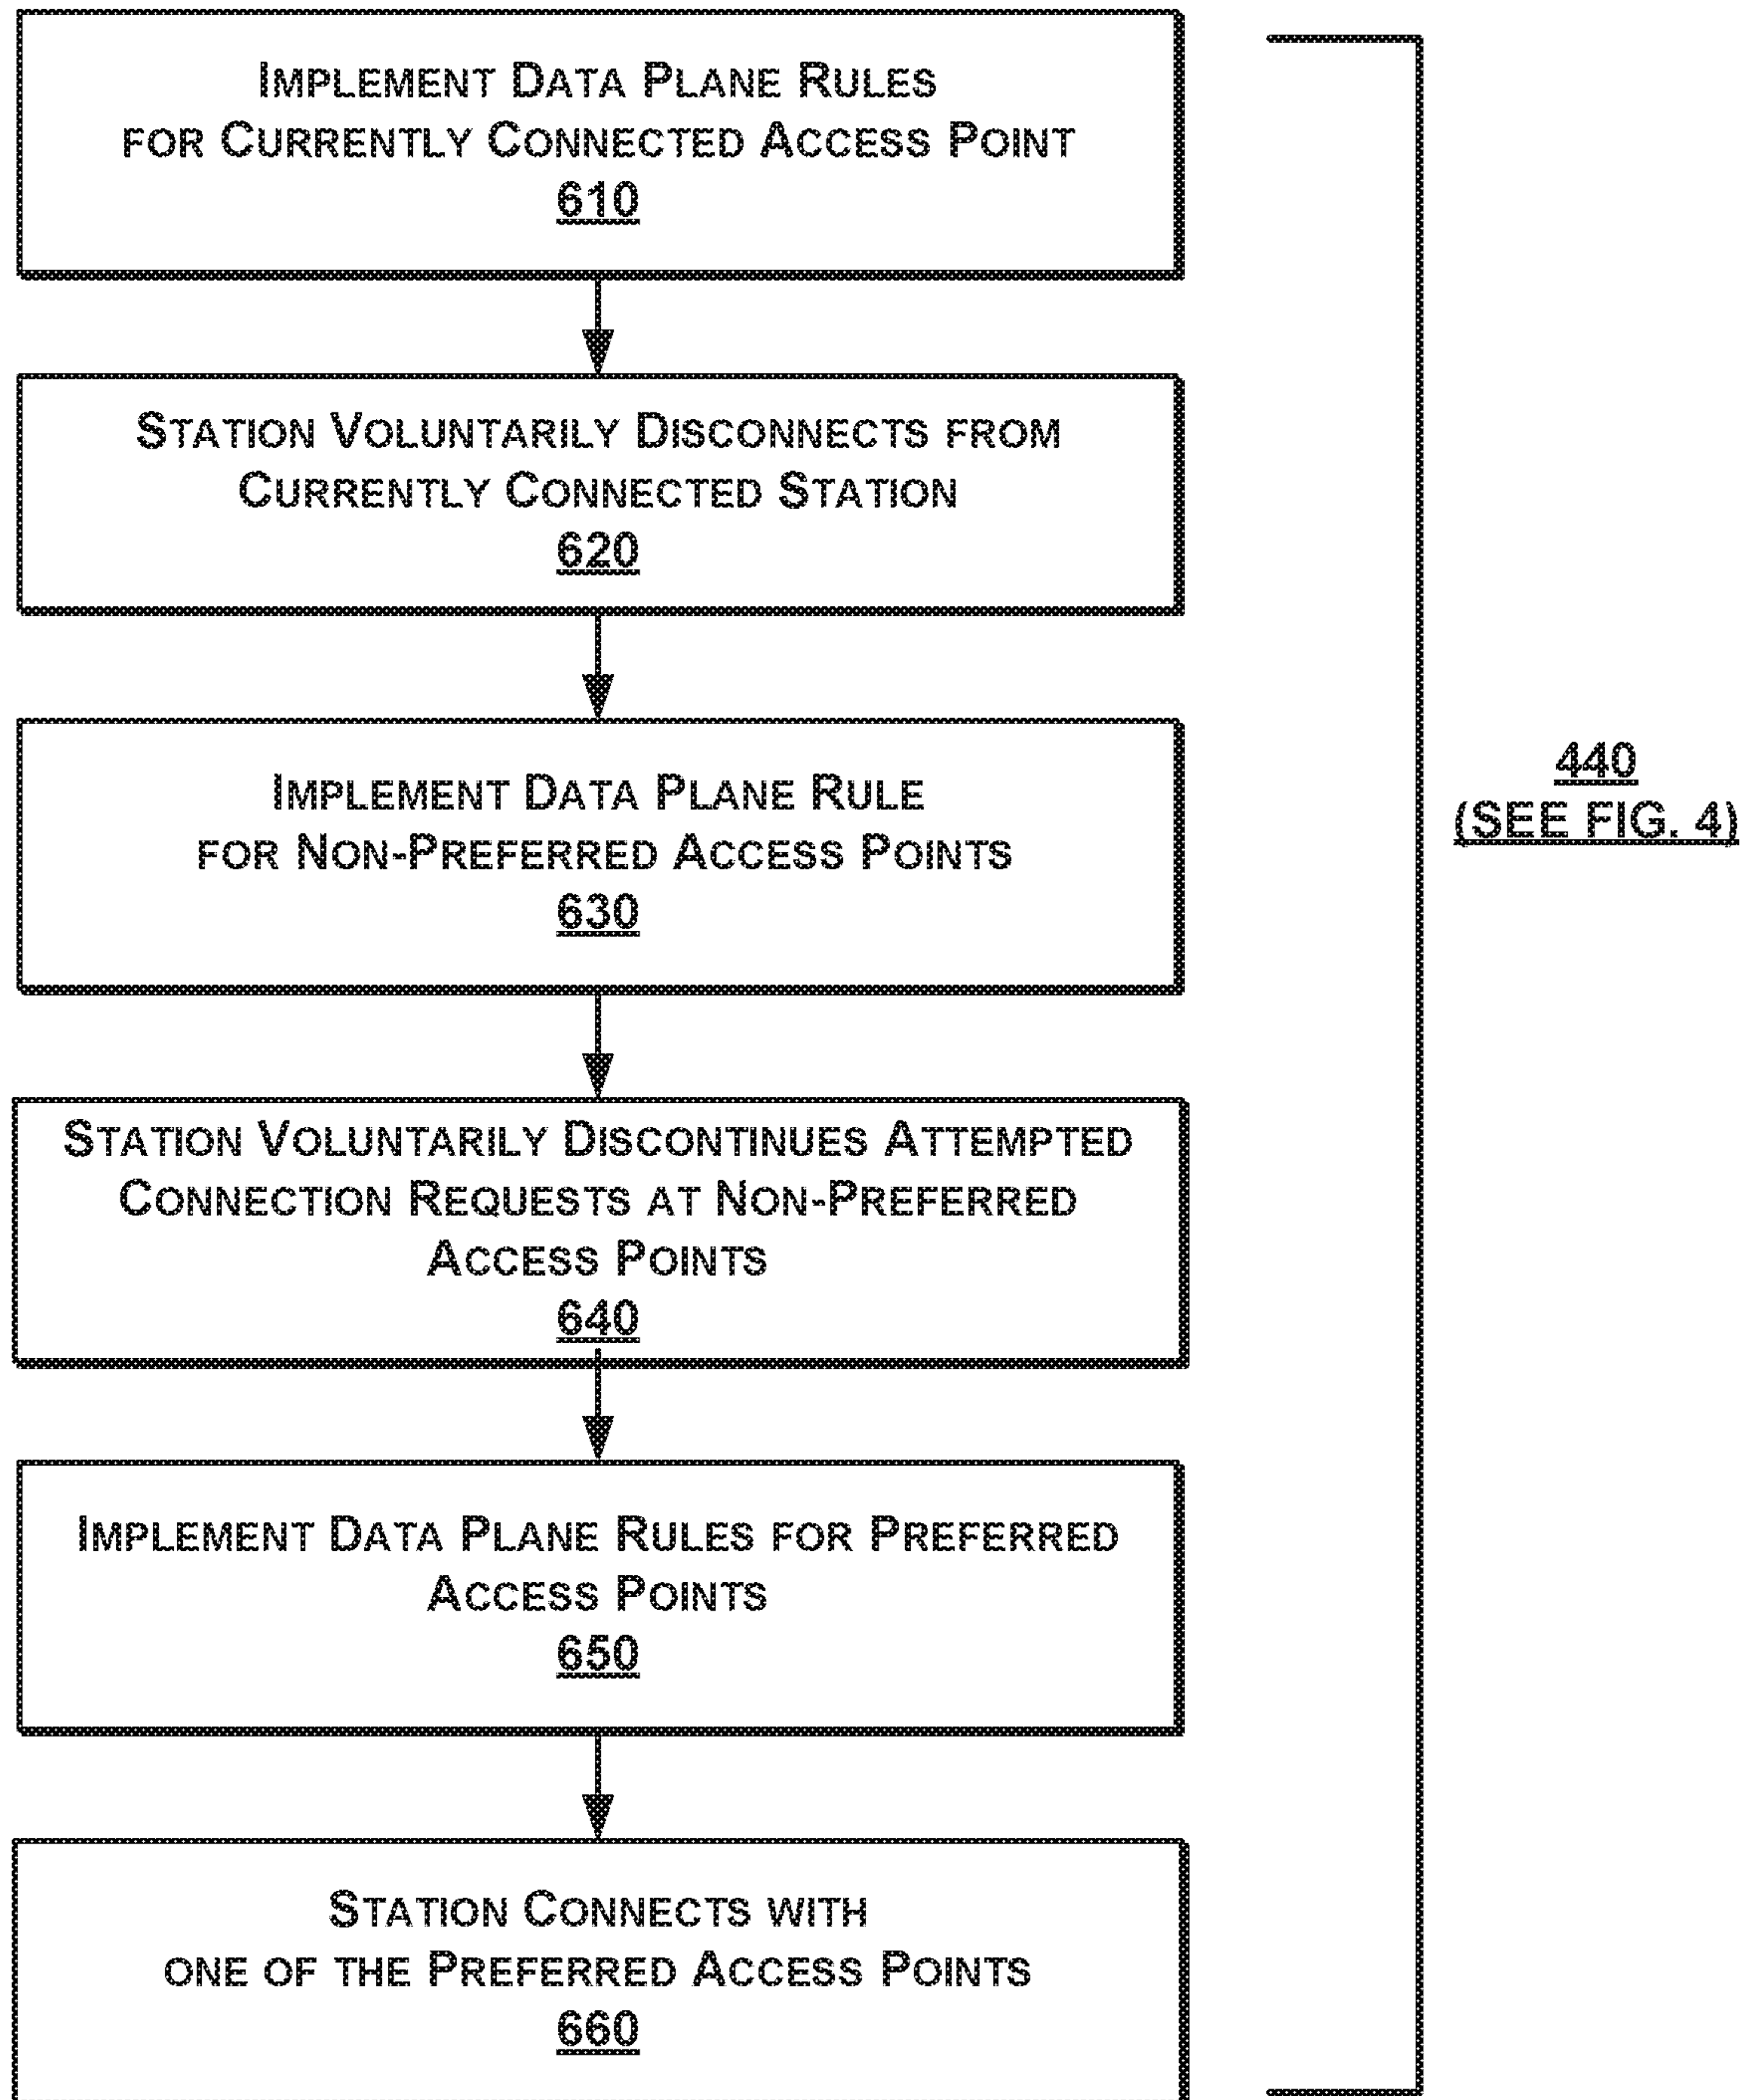 IMPLEMENT DATA PLANE RULES
FOR CURRENTLY CONNECTED ACCESS POINT
610
STATION VOLUNTARILY DISCONNECTS FROM
CURRENTLY CONNECTED STATION
620
IMPLEMENT DATA PLANE RULE
FOR NON-PREFERRED ACCESS POINTS
630
STATION VOLUNTARILY DISCONTINUES ATTEMPTED
CONNECTION REQUESTS AT NON-PREFERRED
ACCESS POINTS
640
IMPLEMENT DATA PLANE RULES FOR PREFERRED
ACCESS POINTS
650
STATION CONNECTS WITH
ONE OF THE PREFERRED ACCESS POINTS
660
440
(SEE FIG. 4)